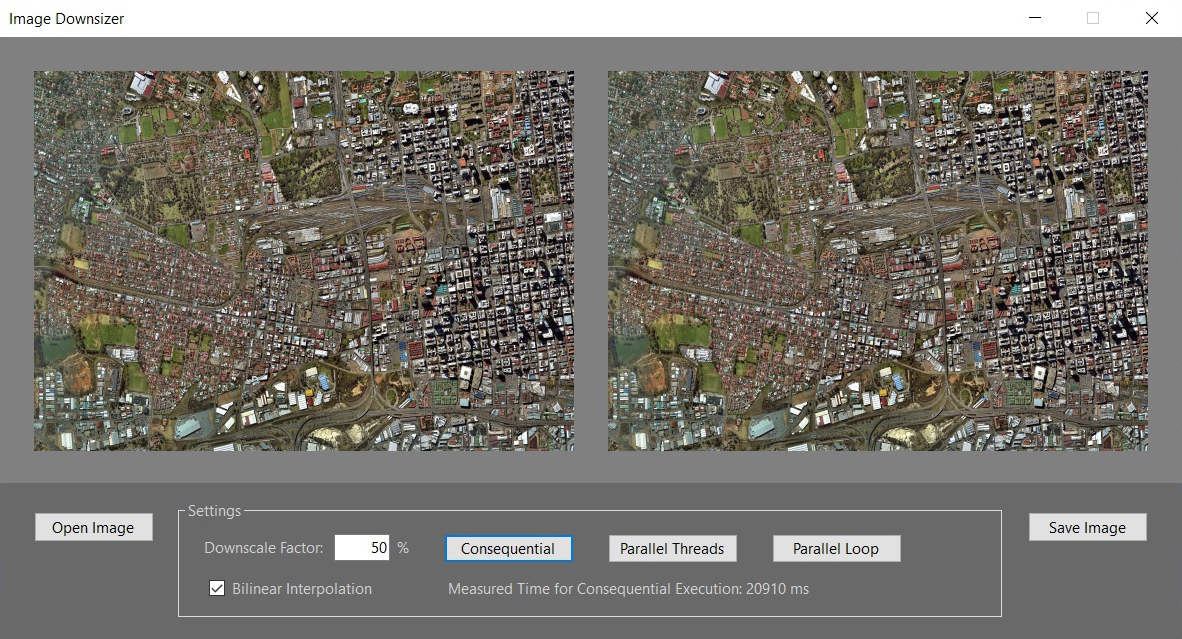 Image Downsizer
Open Image
Settings
Downscale Factor: 50 %
Consequential
Parallel Threads
Parallel Loop
Bilinear Interpolation
Measured Time for Consequential Execution: 20910 ms
Save Image